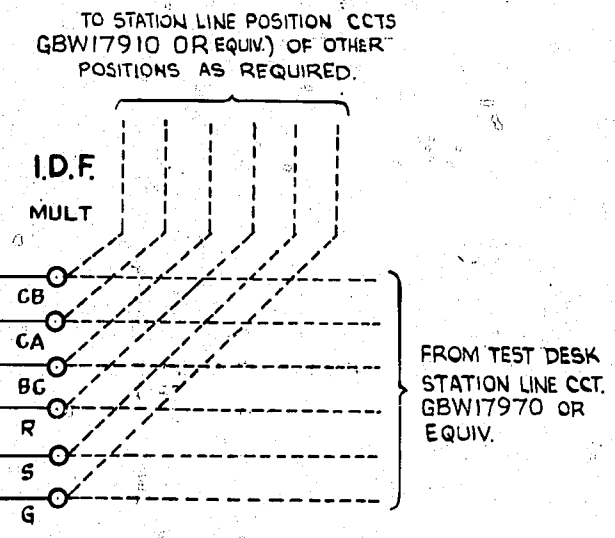 TO STATION LINE POSITION CCTS
GBW17910 OR EQUIV.) OF OTHER
POSITIONS AS REQUIRED.
I.D.F.
MULT
CB
CA
BC
R
S
G
FROM TEST DESK
STATION LINE CCT.
GBW17970 OR
EQUIV.